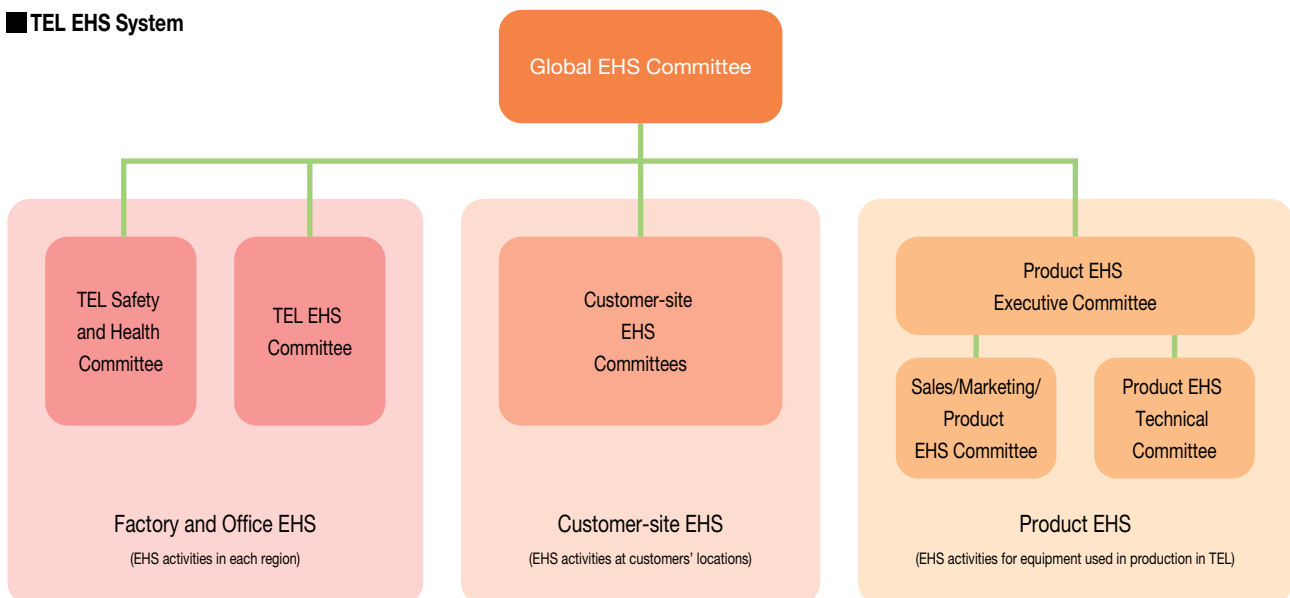 ■ TEL EHS System
Global EHS Committee
TEL Safety
and Health
Committee
TEL EHS
Committee
Factory and Office EHS
(EHS activities in each region)
Customer-site
EHS
Committees
Customer-site EHS
(EHS activities at customers’ locations)
Product EHS
Executive Committee
Sales/Marketing/
Product
EHS Committee
Product EHS
Technical
Committee
Product EHS
(EHS activities for equipment used in production in TEL)